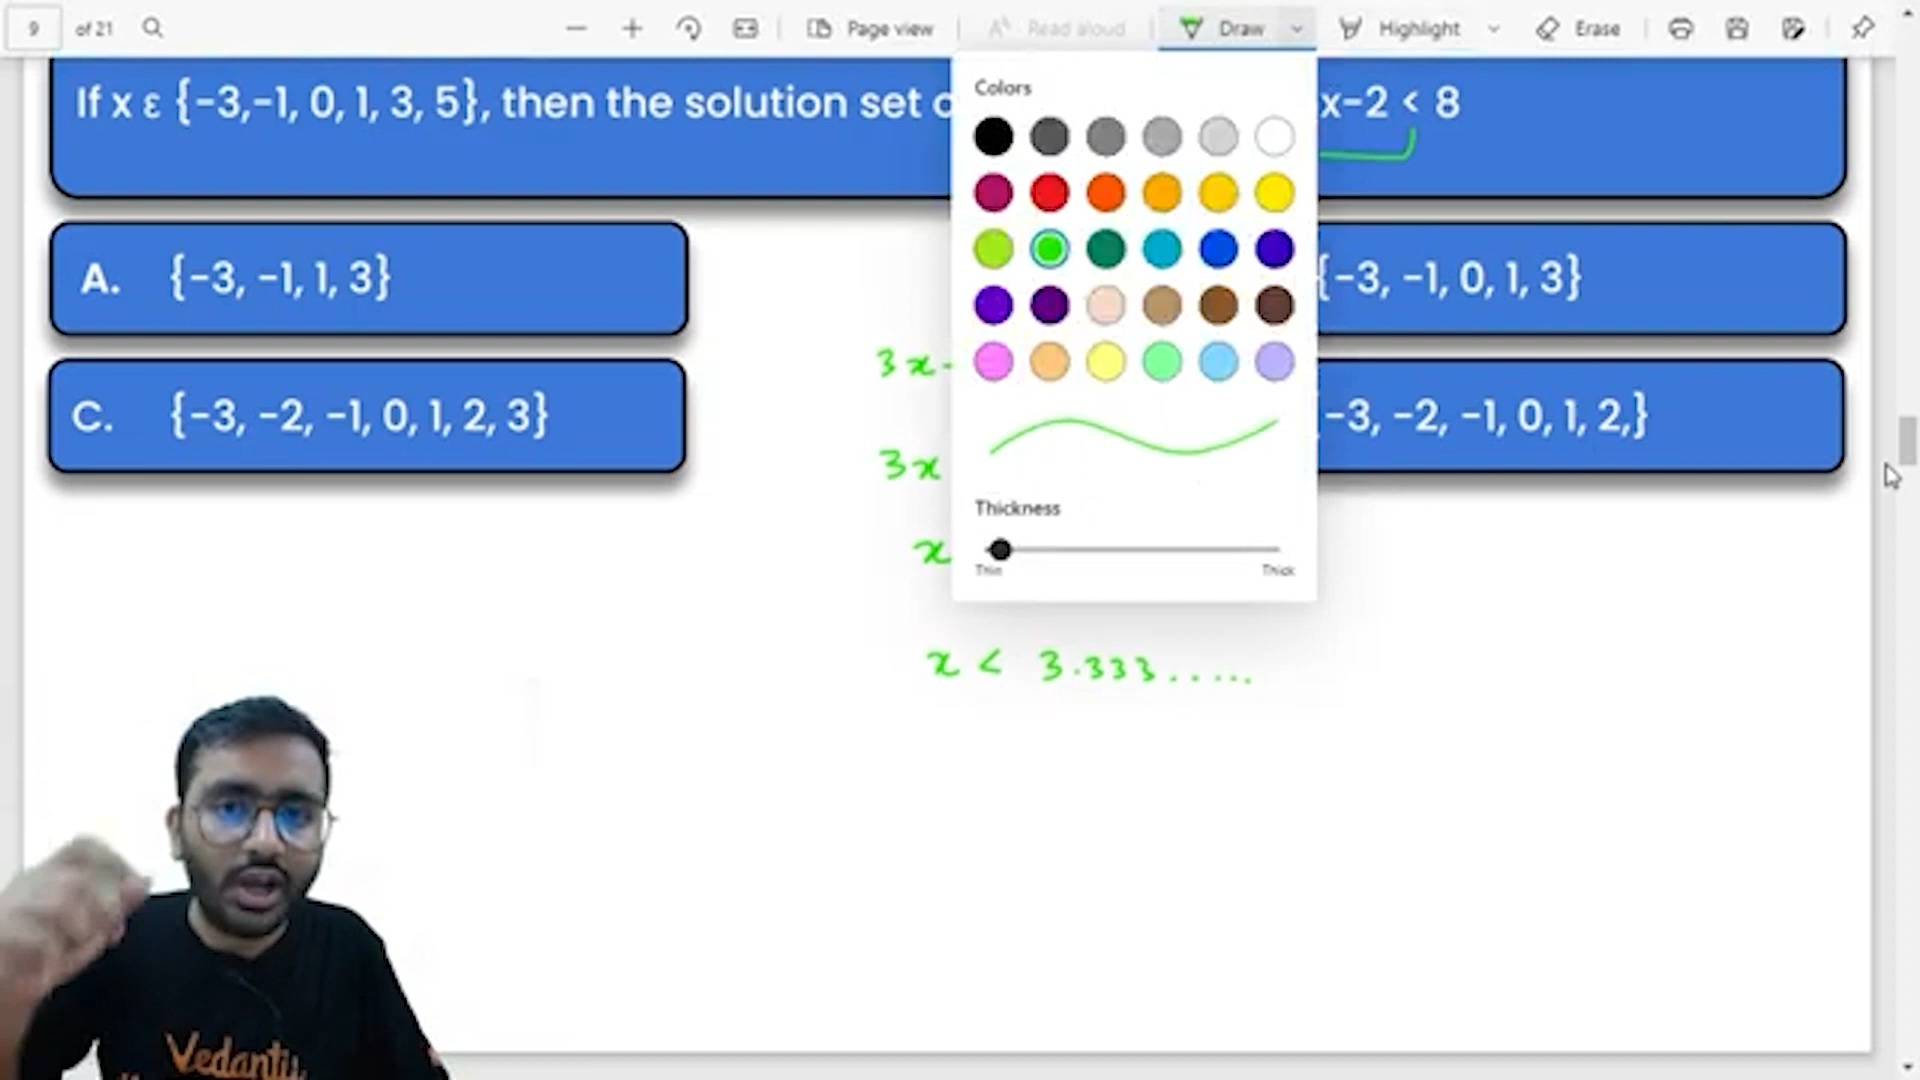 9 of 21 Page view Read aloud Draw Highlight Erase
If x ε {-3,-1, 0, 1, 3, 5}, then the solution set x-2 < 8
Colors
A. {-3, -1, 1, 3}
{-3, -1, 0, 1, 3}
C. {-3, -2, -1, 0, 1, 2, 3}
-3, -2, -1, 0, 1, 2,}
3x-
3x
x
Thickness
Thin Thick
x < 3.333.....